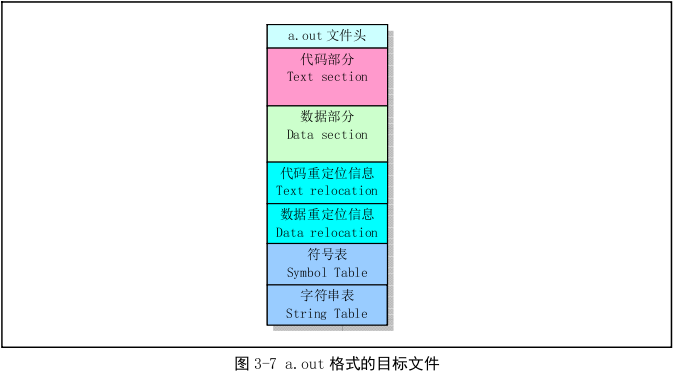 a.out 文件头
代码部分
Text section
数据部分
Data section
代码重定位信息
Text relocation
数据重定位信息
Data relocation
符号表
Symbol Table
字符串表
String Table
图 3-7 a.out 格式的目标文件